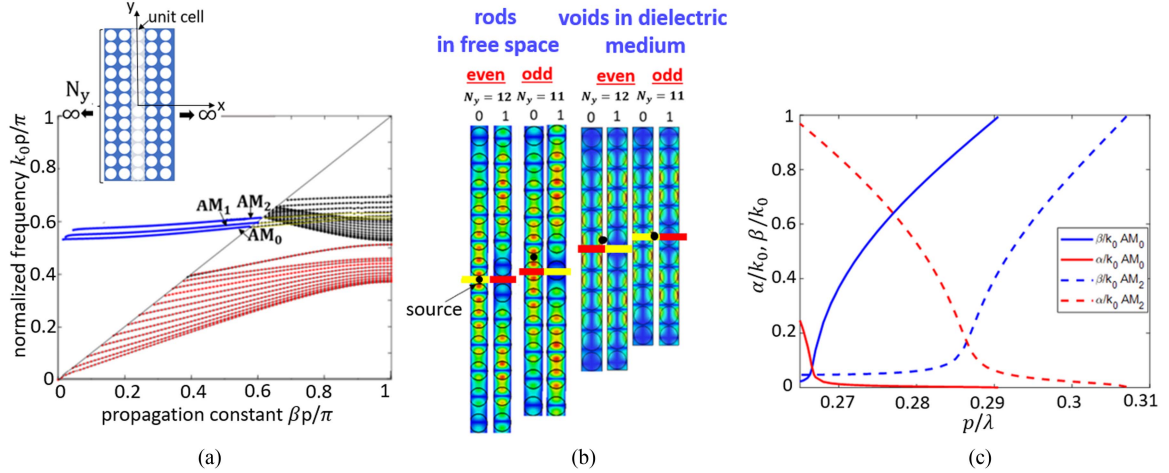 y
unit cell
N_y
x
∞
∞
normalized frequency k₀p/π
1
0.8
0.6
0.4
0.2
0
AM₁
AM₂
AM₀
0
0.2
0.4
0.6
0.8
1
propagation constant βp/π
(a)
rods
in free space
voids in dielectric
medium
even
odd
even
odd
N_y = 12
N_y = 11
N_y = 12
N_y = 11
0
1
0
1
0
1
0
1
source
(b)
α/k₀, β/k₀
1
0.8
0.6
0.4
0.2
0
β/k₀ AM₀
α/k₀ AM₀
β/k₀ AM₂
α/k₀ AM₂
0.27
0.28
0.29
0.3
0.31
p/λ
(c)